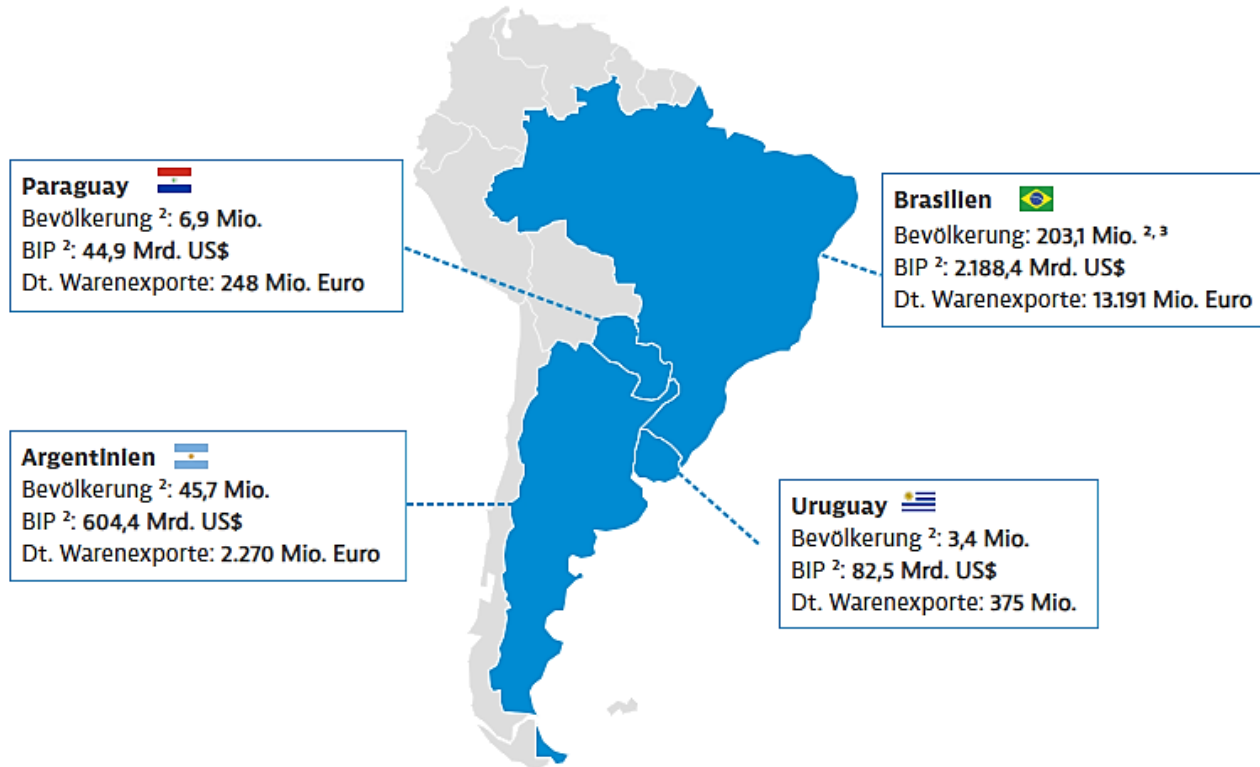 Paraguay
Bevölkerung ²: 6,9 Mio.
BIP ²: 44,9 Mrd. US$
Dt. Warenexporte: 248 Mio. Euro
Brasilien
Bevölkerung: 203,1 Mio. ²˒ ³
BIP ²: 2.188,4 Mrd. US$
Dt. Warenexporte: 13.191 Mio. Euro
Argentinien
Bevölkerung ²: 45,7 Mio.
BIP ²: 604,4 Mrd. US$
Dt. Warenexporte: 2.270 Mio. Euro
Uruguay
Bevölkerung ²: 3,4 Mio.
BIP ²: 82,5 Mrd. US$
Dt. Warenexporte: 375 Mio.